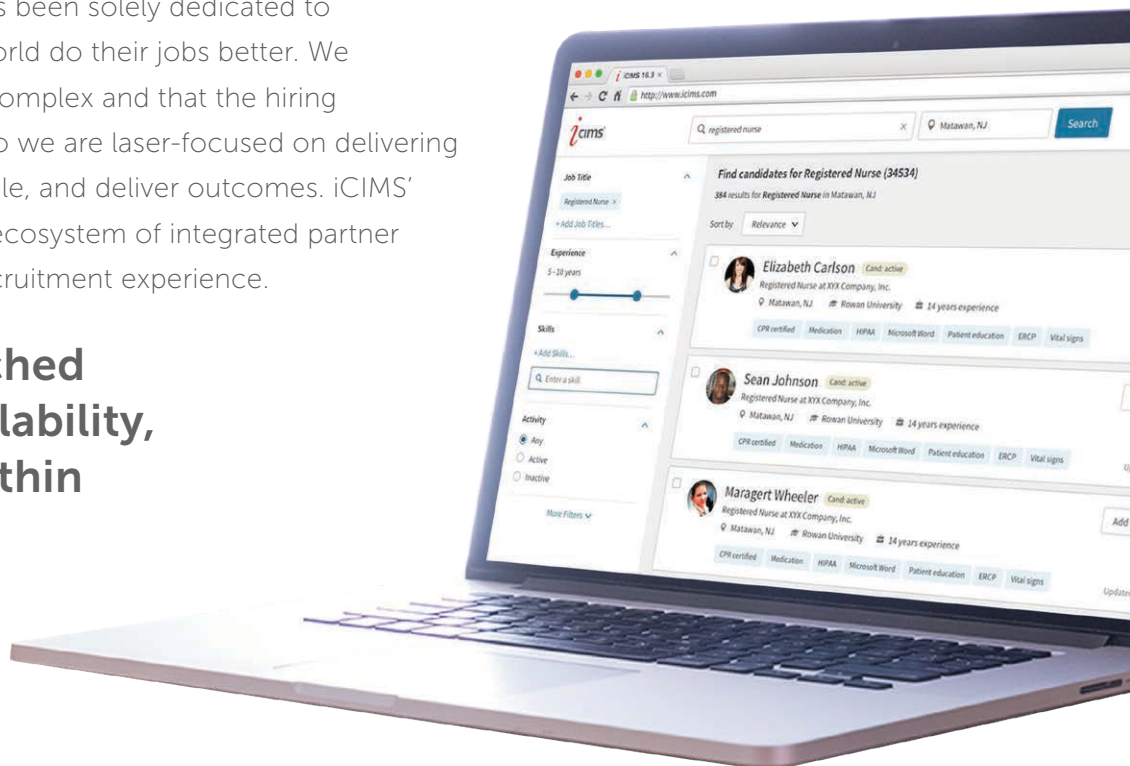 s been solely dedicated to
orld do their jobs better. We
omplex and that the hiring
o we are laser-focused on delivering
le, and deliver outcomes. iCIMS’
ecosystem of integrated partner
cruitment experience.
ched
lability,
thin
iCIMS 16.3 ×
http://www.icims.com
icims
registered nurse ×
Matawan, NJ
Search
Job Title
Registered Nurse ×
+Add Job Titles...
Experience
5-10 years
Skills
+Add Skills...
Enter a skill
Activity
Any
Active
Inactive
More Filters
Find candidates for Registered Nurse (34534)
384 results for Registered Nurse in Matawan, NJ
Sort by Relevance
Elizabeth Carlson Cand: active
Registered Nurse at XYX Company, Inc.
Matawan, NJ Rowan University 14 years experience
CPR certified Medication HIPAA Microsoft Word Patient education ERCP Vital signs
Sean Johnson Cand: active
Registered Nurse at XYX Company, Inc.
Matawan, NJ Rowan University 14 years experience
CPR certified Medication HIPAA Microsoft Word Patient education ERCP Vital signs
Maragert Wheeler Cand: active
Registered Nurse at XYX Company, Inc.
Matawan, NJ Rowan University 14 years experience
Add
CPR certified Medication HIPAA Microsoft Word Patient education ERCP Vital signs
Updated